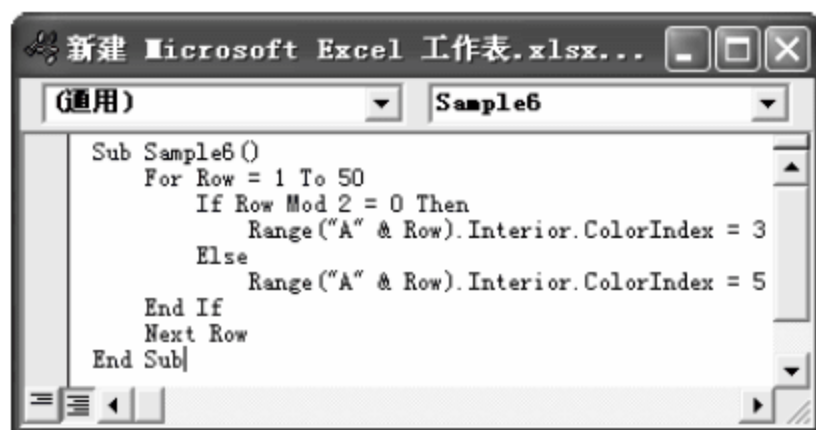 新建 Microsoft Excel 工作表.xlsx...
(通用)
Sample6
Sub Sample6()
    For Row = 1 To 50
        If Row Mod 2 = 0 Then
            Range("A" & Row).Interior.ColorIndex = 3
        Else
            Range("A" & Row).Interior.ColorIndex = 5
    End If
    Next Row
End Sub